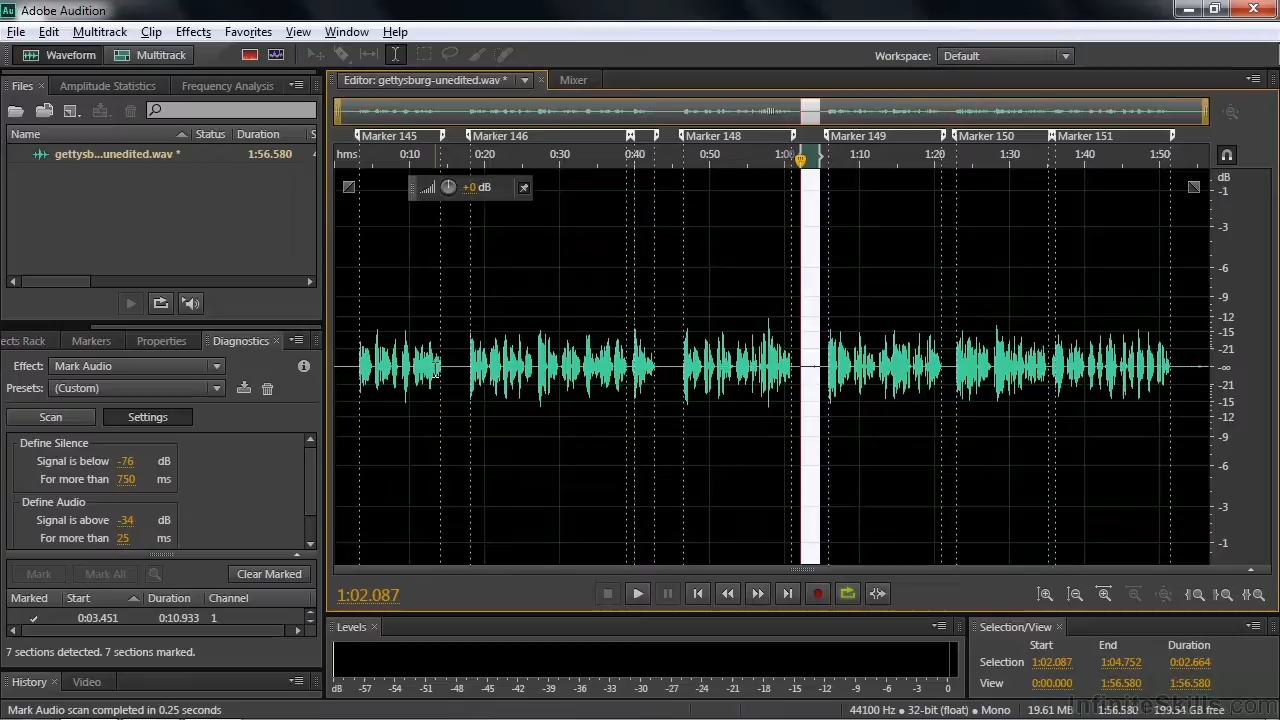 Au Adobe Audition
File Edit Multitrack Clip Effects Favorites View Window Help
Waveform Multitrack Workspace: Default
Files Amplitude Statistics Frequency Analysis Editor: gettysburg-unedited.wav * Mixer
Name Status Duration S
gettysb...unedited.wav * 1:56.580
Marker 145 Marker 146 Marker 148 Marker 149 Marker 150 Marker 151
hms 0:10 0:20 0:30 0:40 0:50 1:00 1:10 1:20 1:30 1:40 1:50
+0 dB
dB
-1
-3
-6
-9
-12
-15
-21
-∞
-21
-15
-12
-9
-6
-3
-1
ects Rack Markers Properties Diagnostics
Effect: Mark Audio
Presets: (Custom)
Scan Settings
Define Silence
Signal is below -76 dB
For more than 750 ms
Define Audio
Signal is above -34 dB
For more than 25 ms
Mark Mark All Clear Marked
Marked Start Duration Channel
0:03.451 0:10.933 1
7 sections detected. 7 sections marked.
History Video
1:02.087
Levels
dB -57 -54 -51 -48 -45 -42 -39 -36 -33 -30 -27 -24 -21 -18 -15 -12 -9 -6 -3 0
Selection/View
Start End Duration
Selection 1:02.087 1:04.752 0:02.664
View 0:00.000 1:56.580 1:56.580
Mark Audio scan completed in 0.25 seconds 44100 Hz • 32-bit (float) • Mono 19.61 MB 1:56.580 199.54 GB free
InfiniteSkills.com